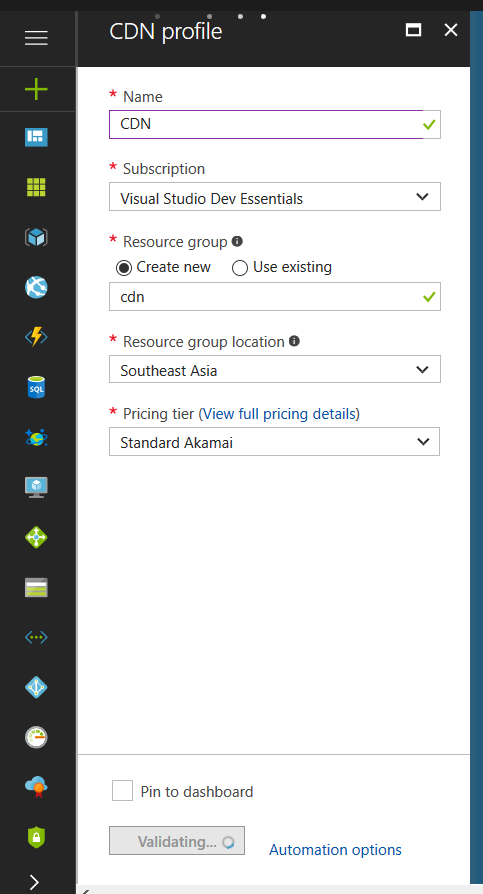 CDN profile
* Name
CDN
* Subscription
Visual Studio Dev Essentials
* Resource group
Create new Use existing
cdn
* Resource group location
Southeast Asia
* Pricing tier (View full pricing details)
Standard Akamai
SQL
Pin to dashboard
Validating...
Automation options